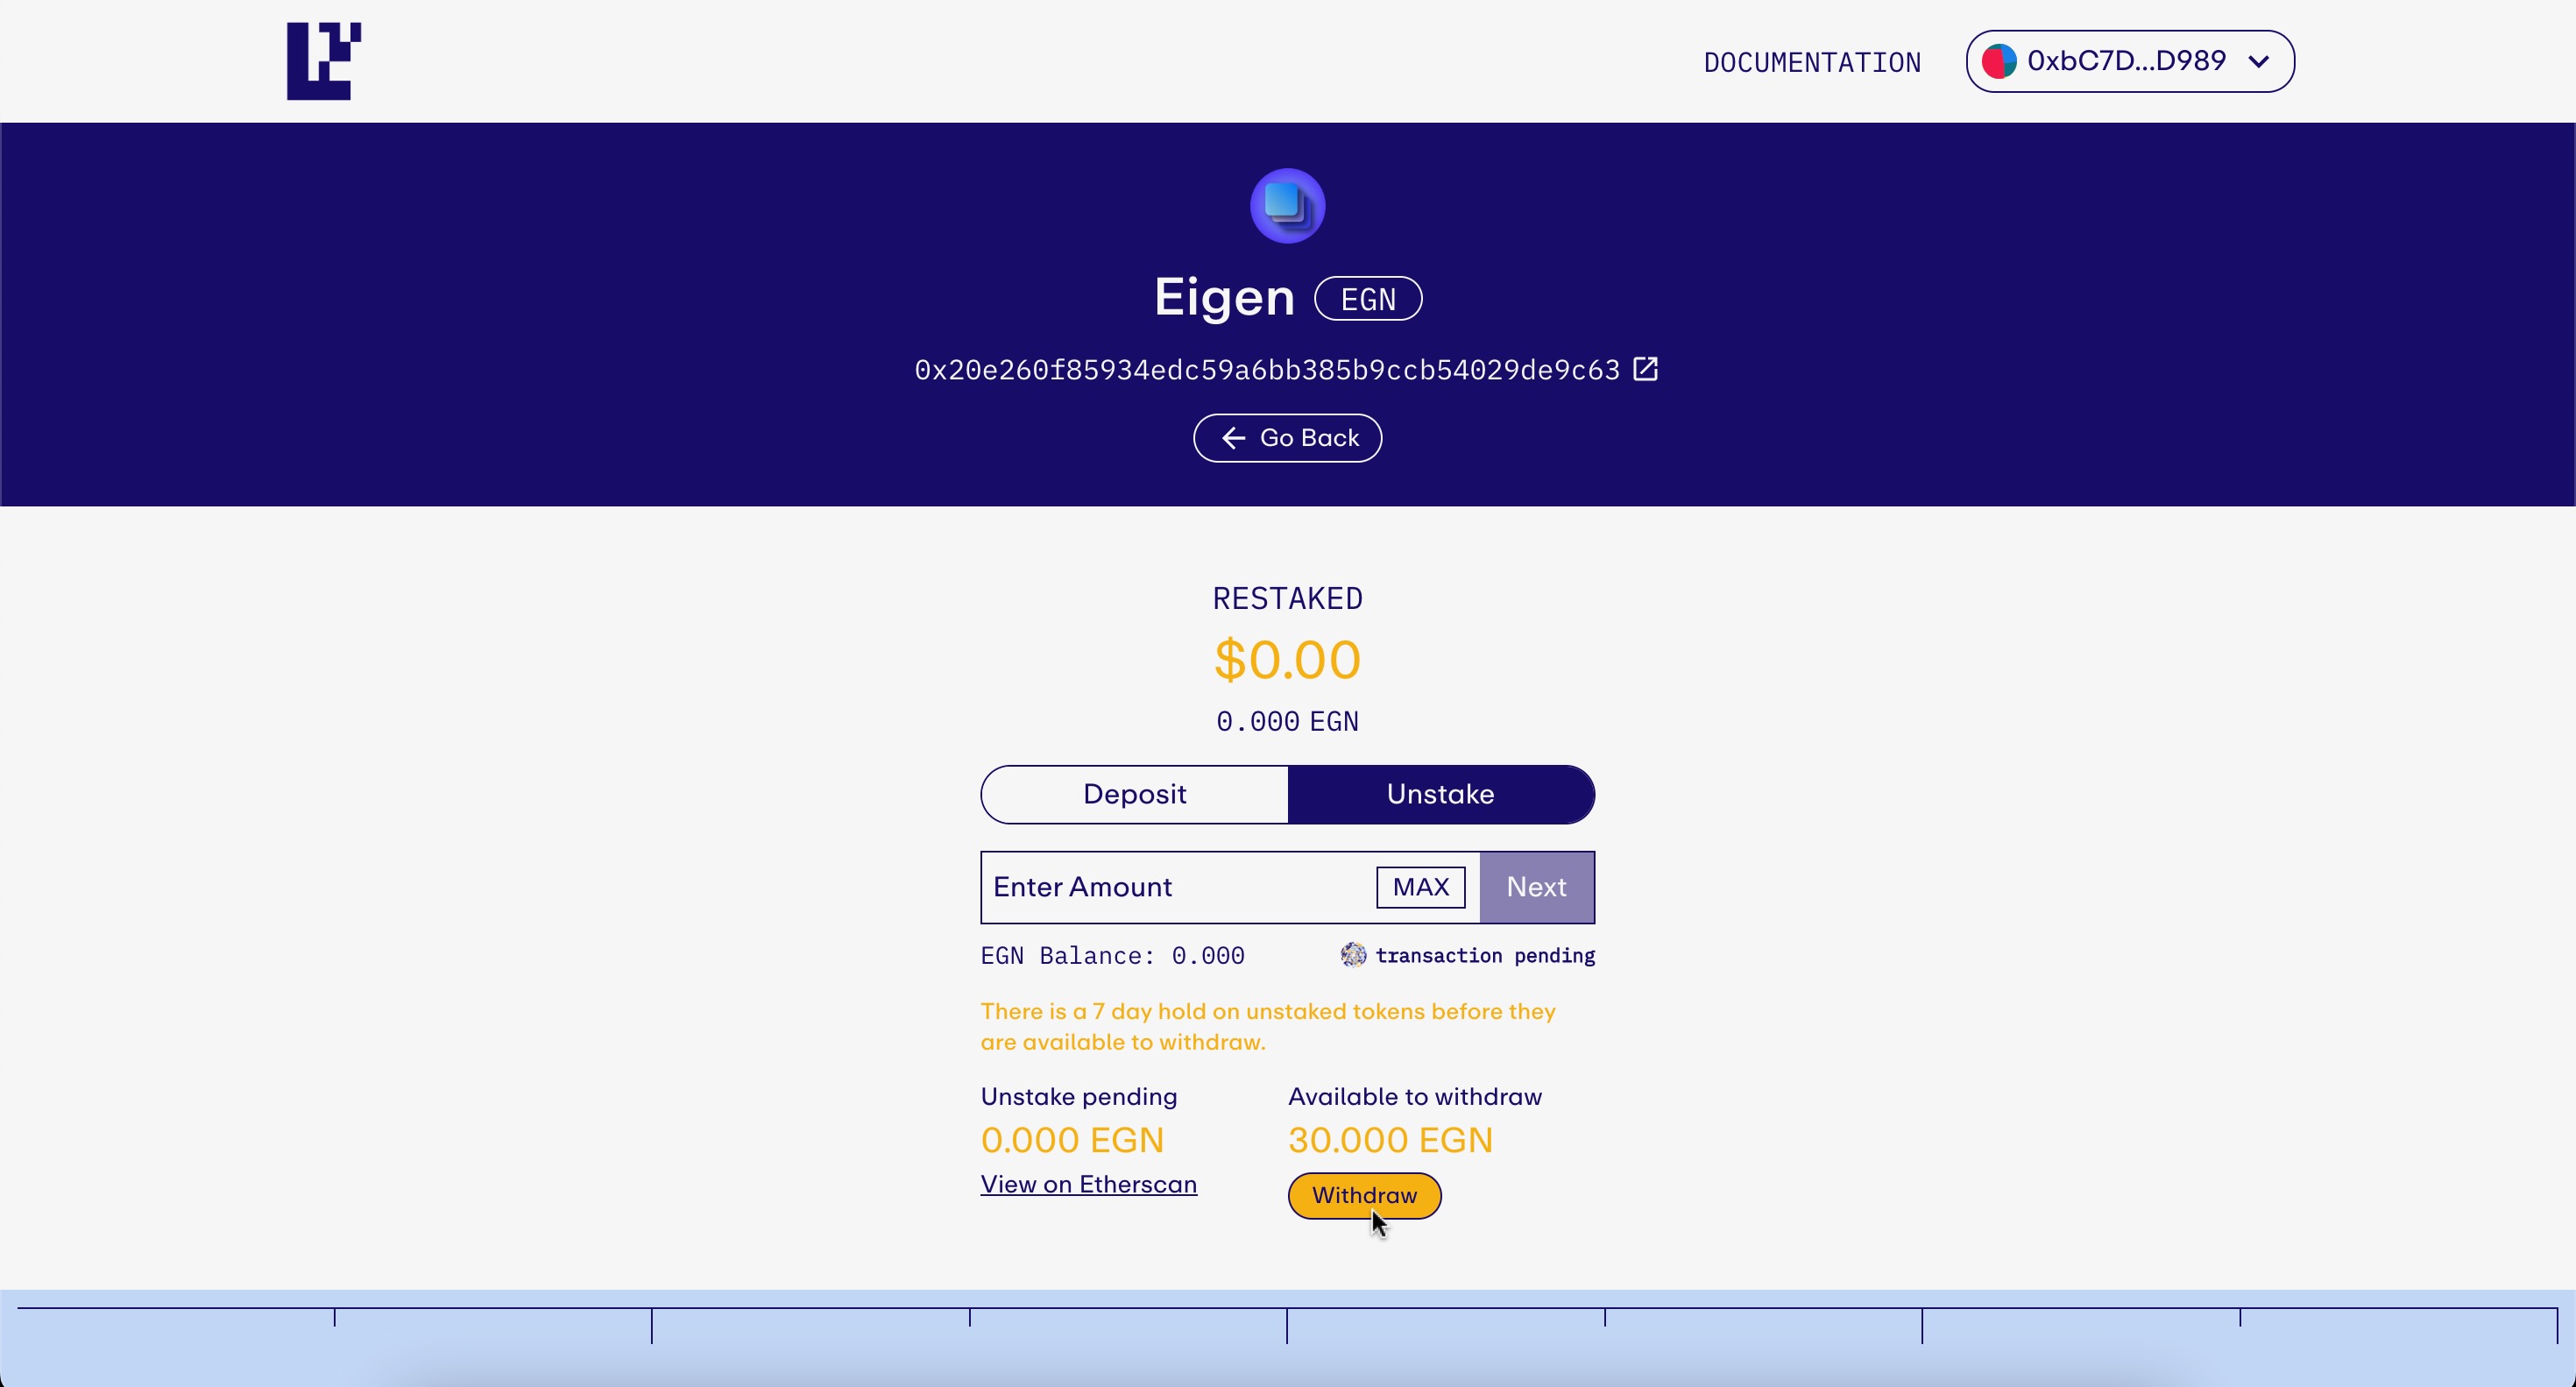 DOCUMENTATION
0xbC7D...D989
Eigen EGN
0x20e260f85934edc59a6bb385b9ccb54029de9c63
Go Back
RESTAKED
$0.00
0.000 EGN
Deposit Unstake
Enter Amount MAX Next
EGN Balance: 0.000 transaction pending
There is a 7 day hold on unstaked tokens before they
are available to withdraw.
Unstake pending Available to withdraw
0.000 EGN 30.000 EGN
View on Etherscan Withdraw